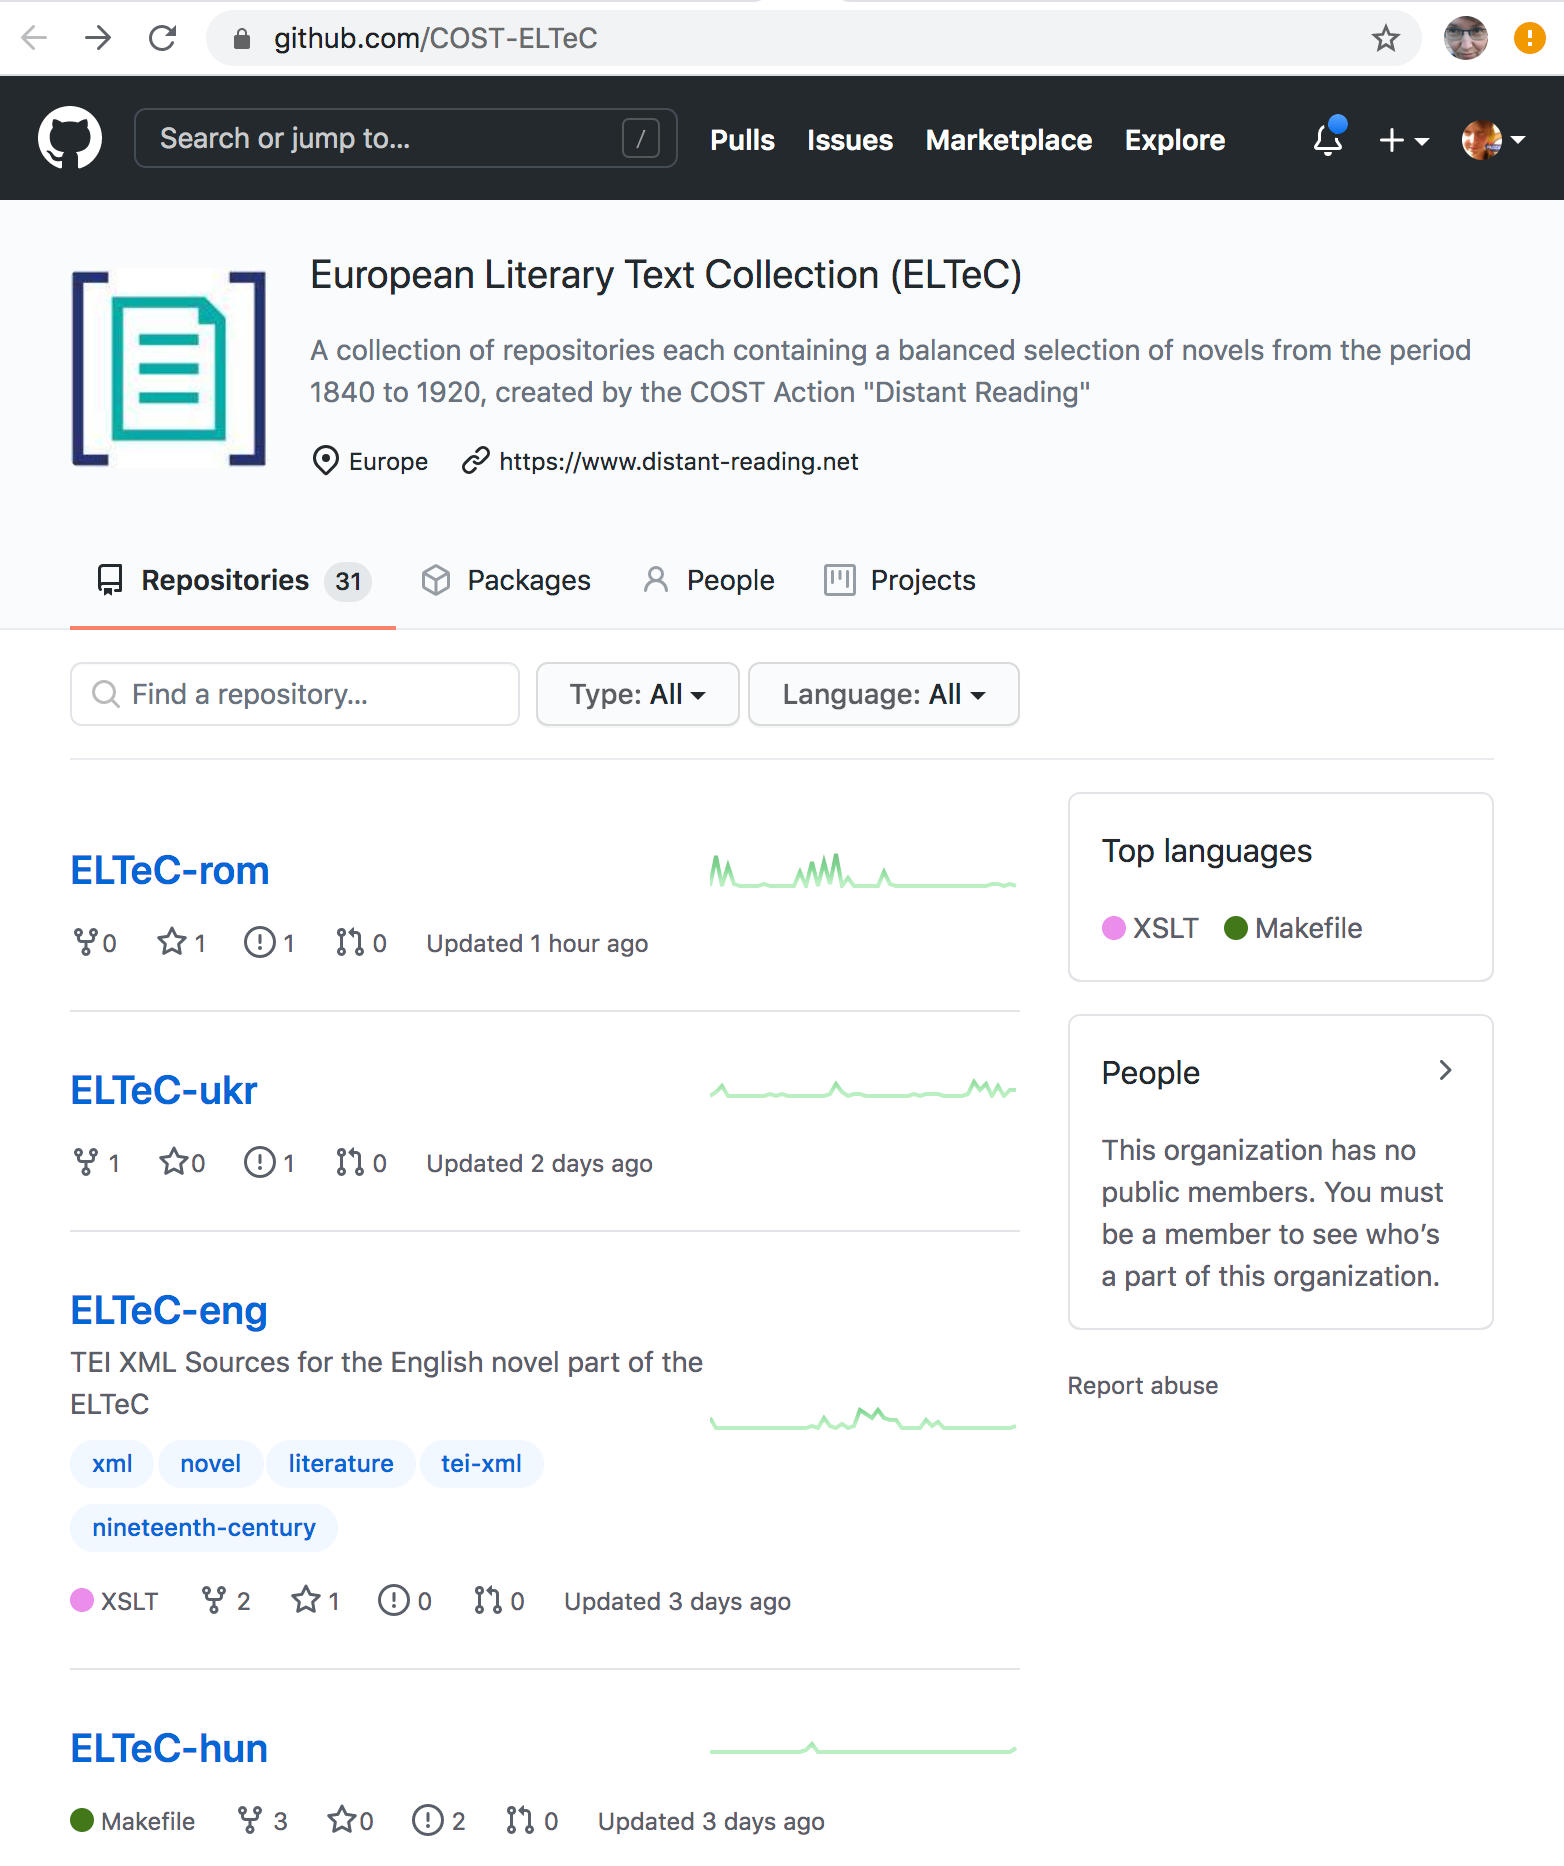 github.com/COST-ELTeC
Search or jump to... / Pulls Issues Marketplace Explore
European Literary Text Collection (ELTeC)
A collection of repositories each containing a balanced selection of novels from the period
1840 to 1920, created by the COST Action "Distant Reading"
Europe https://www.distant-reading.net
Repositories 31 Packages People Projects
Find a repository... Type: All Language: All
ELTeC-rom
0 1 1 0 Updated 1 hour ago
ELTeC-ukr
1 0 1 0 Updated 2 days ago
ELTeC-eng
TEI XML Sources for the English novel part of the
ELTeC
xml novel literature tei-xml
nineteenth-century
XSLT 2 1 0 0 Updated 3 days ago
ELTeC-hun
Makefile 3 0 2 0 Updated 3 days ago
Top languages
XSLT Makefile
People
This organization has no
public members. You must
be a member to see who’s
a part of this organization.
Report abuse